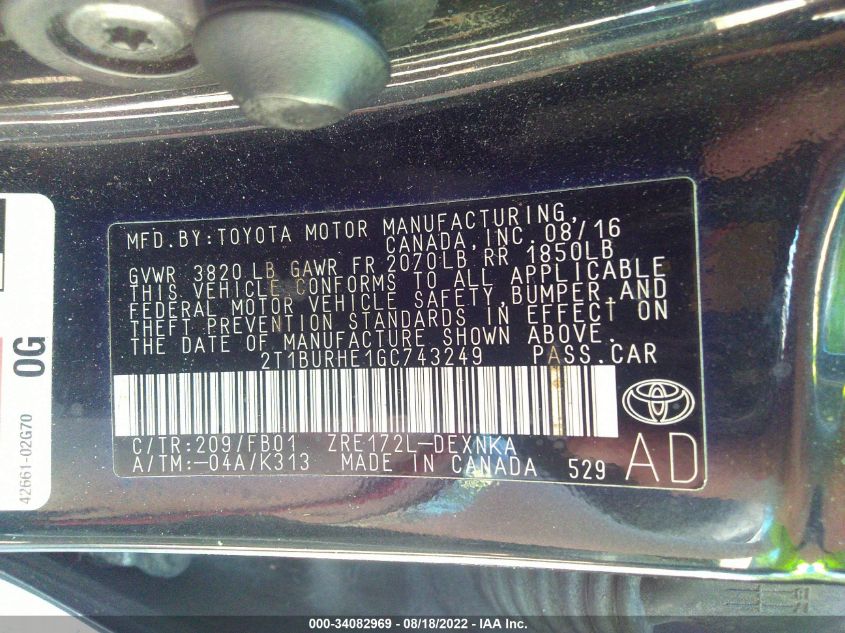 MFD. BY: TOYOTA MOTOR MANUFACTURING,
CANADA, INC. 08/16
GVWR 3820 LB GAWR FR 2070 LB RR 1850LB
THIS VEHICLE CONFORMS TO ALL APPLICABLE
FEDERAL MOTOR VEHICLE SAFETY, BUMPER, AND
THEFT PREVENTION STANDARDS IN EFFECT ON
THE DATE OF MANUFACTURE SHOWN ABOVE.
2T1BURHE1GC743249 PASS. CAR
C/TR: 209/FB01 ZRE172L-DEXNKA
A/TM: -04A/K313 MADE IN CANADA 529
AD
0G
42661-02G70
000-34082969 - 08/18/2022 - IAA Inc.